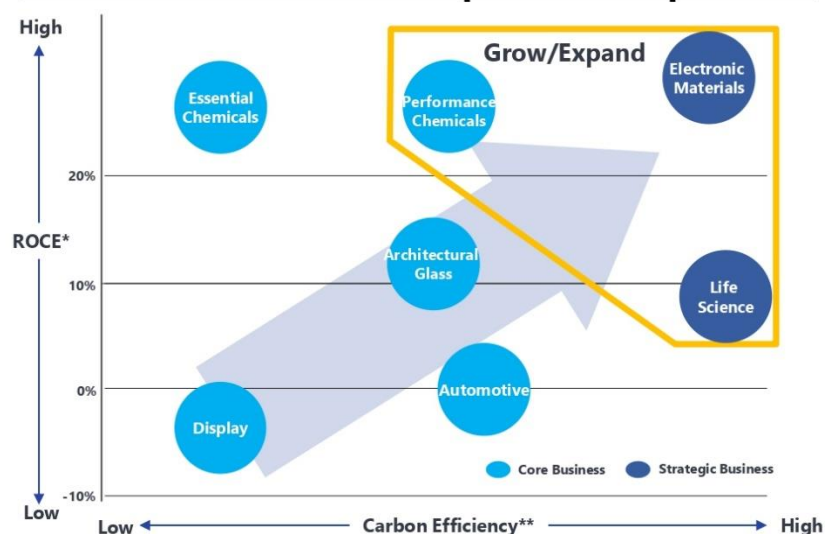 High
Grow/Expand
Electronic
Materials
Essential
Chemicals
Performance
Chemicals
20%
ROCE*
Architectural
Glass
10%
Life
Science
0%
Automotive
Display
Core Business
Strategic Business
-10%
Low
Low
Carbon Efficiency**
High